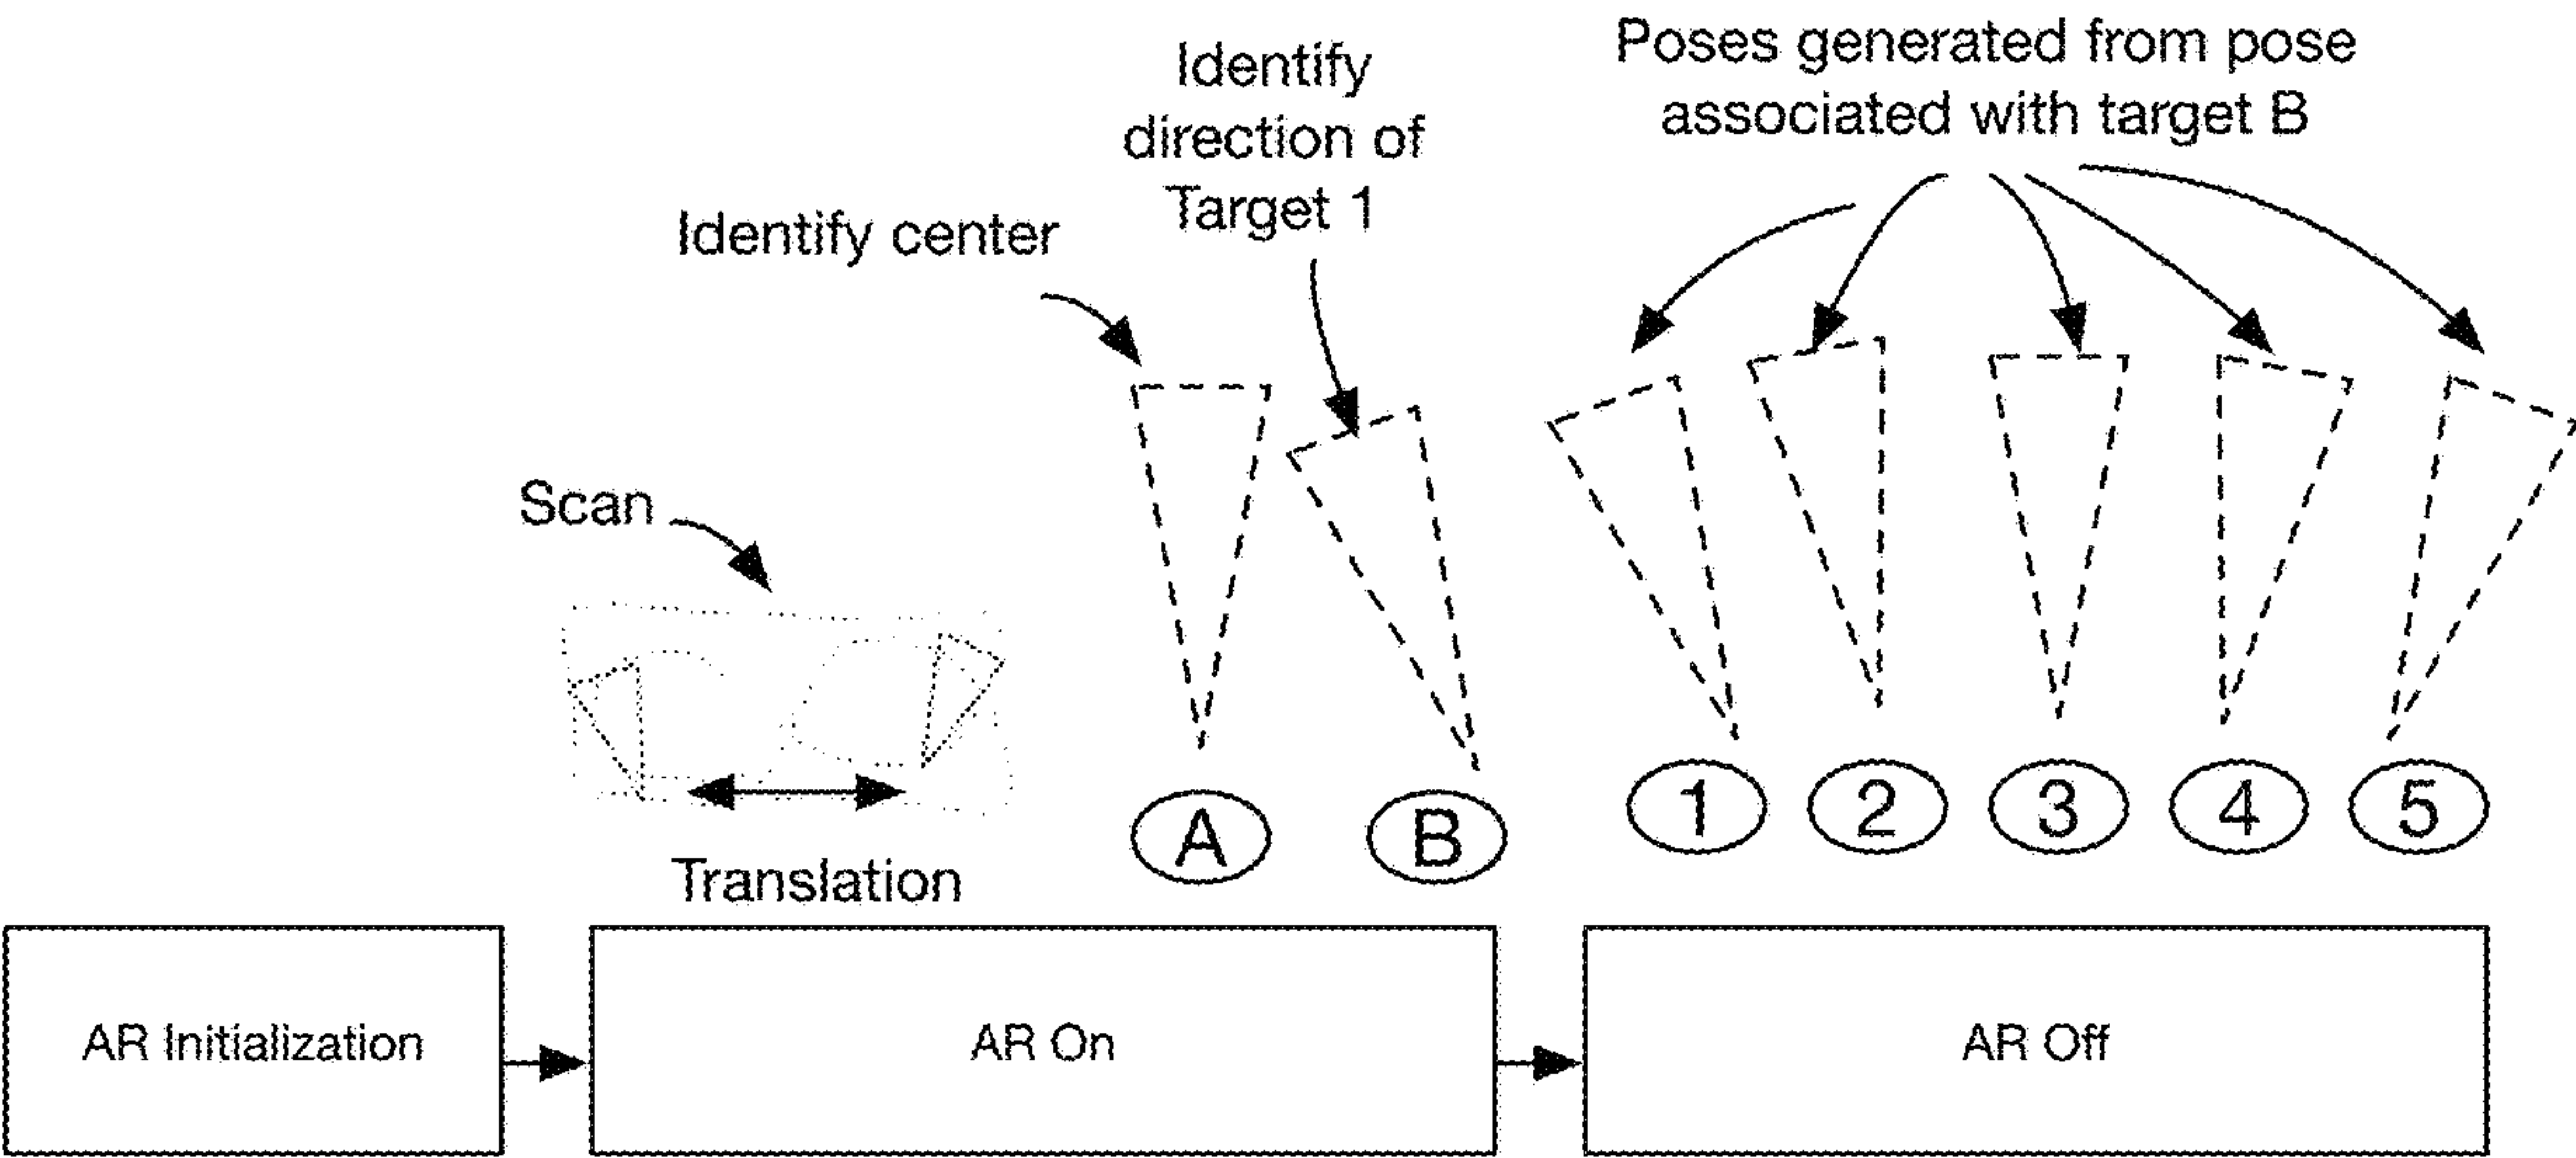 Poses generated from pose
associated with target B
Identify
direction of
Target 1
Identify center
Scan
Translation
A
B
1
2
3
4
5
AR Initialization
AR On
AR Off